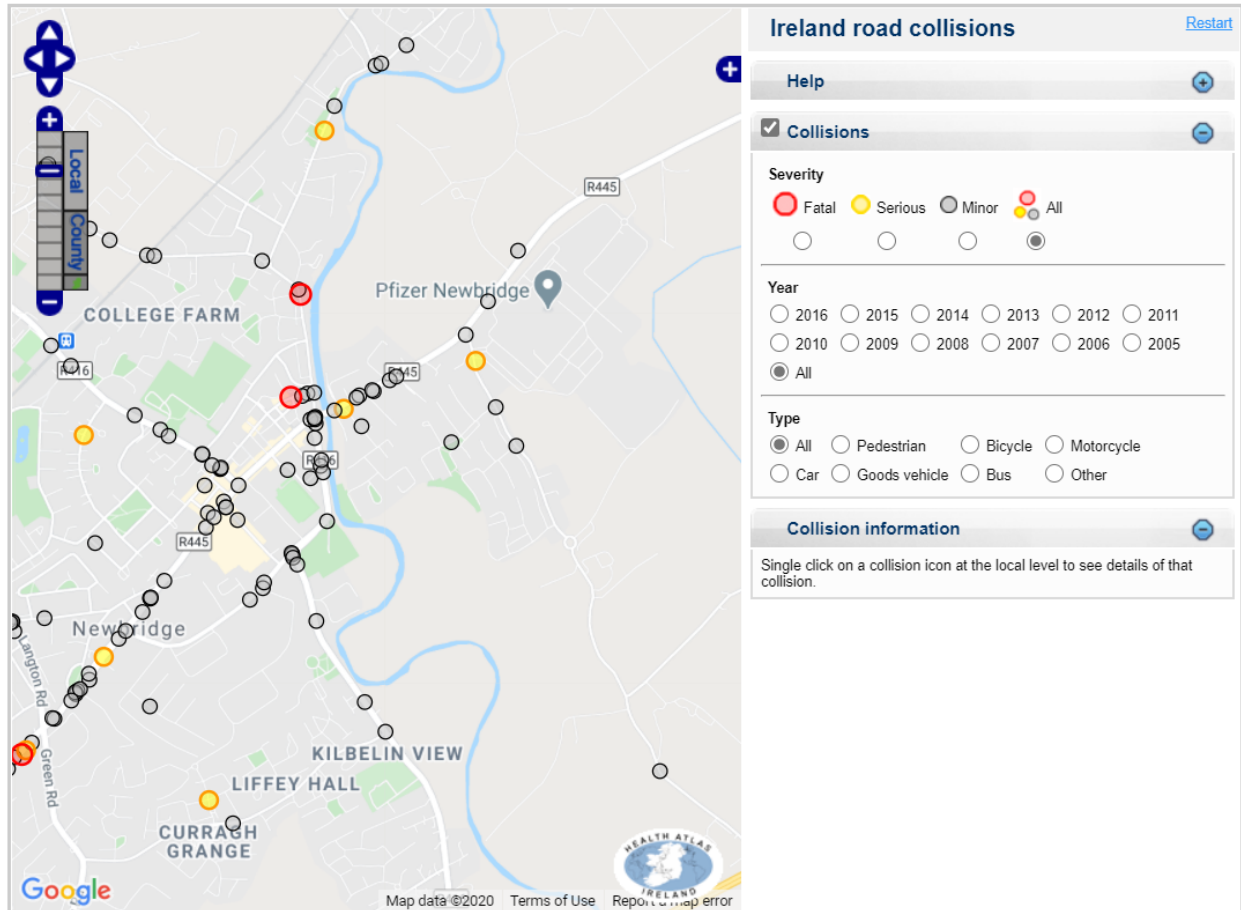 Ireland road collisions
Restart
Help
Collisions
Severity
Fatal Serious Minor All
Year
2016 2015 2014 2013 2012 2011
2010 2009 2008 2007 2006 2005
All
Type
All Pedestrian Bicycle Motorcycle
Car Goods vehicle Bus Other
Collision information
Single click on a collision icon at the local level to see details of that
collision.
Local
County
R445
Pfizer Newbridge
COLLEGE FARM
R416
R445
R416
R445
Newbridge
Langton Rd
Green Rd
KILBELIN VIEW
LIFFEY HALL
CURRAGH
GRANGE
HEALTH ATLAS
IRELAND
Google
Map data ©2020 Terms of Use Report a map error